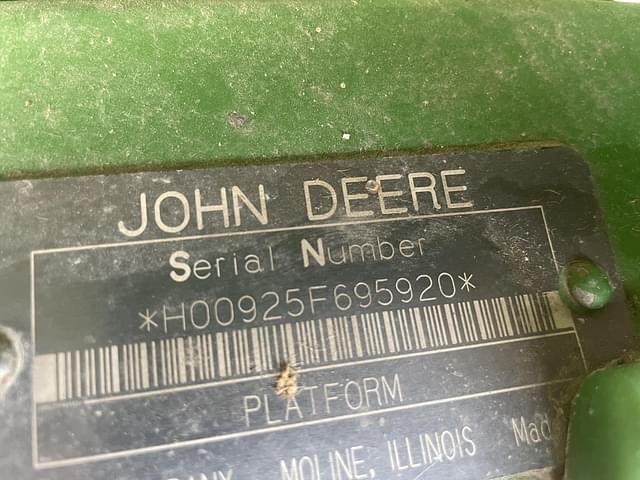 JOHN DEERE
Serial Number
*H00925F695920*
PLATFORM
MOLINE, ILLINOIS